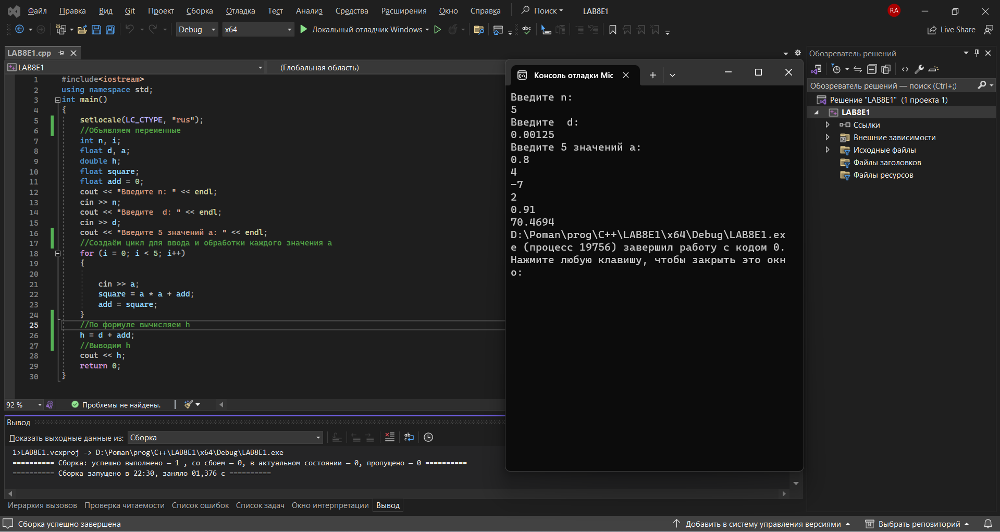 Файл Правка Вид Git Проект Сборка Отладка Тест Анализ Средства Расширения Окно Справка Поиск LAB8E1 RA
Debug x64 Локальный отладчик Windows Live Share
LAB8E1.cpp
LAB8E1 (Глобальная область)
1 #include<iostream>
2 using namespace std;
3 int main()
4 {
5 setlocale(LC_CTYPE, "rus");
6 //Объявляем переменные
7 int n, i;
8 float d, a;
9 double h;
10 float square;
11 float add = 0;
12 cout << "Введите n: " << endl;
13 cin >> n;
14 cout << "Введите  d: " << endl;
15 cin >> d;
16 cout << "Введите 5 значений a: " << endl;
17 //Создаём цикл для ввода и обработки каждого значения a
18 for (i = 0; i < 5; i++)
19 {
20
21 cin >> a;
22 square = a * a + add;
23 add = square;
24 }
25 //По формуле вычисляем h
26 h = d + add;
27 //Выводим h
28 cout << h;
29 return 0;
30 }
92 % Проблемы не найдены.
Вывод
Показать выходные данные из: Сборка
1>LAB8E1.vcxproj -> D:\Poman\prog\C++\LAB8E1\x64\Debug\LAB8E1.exe
========== Сборка: успешно выполнено — 1 , со сбоем — 0, в актуальном состоянии — 0, пропущено — 0 ==========
========== Сборка запущено в 22:30, заняло 01,376 с ==========
Иерархия вызовов Проверка читаемости Список ошибок Список задач Окно интерпретации Вывод
Консоль отладки Mic
Введите n:
5
Введите  d:
0.00125
Введите 5 значений a:
0.8
4
-7
2
0.91
70.4694
D:\Poman\prog\C++\LAB8E1\x64\Debug\LAB8E1.ex
e (процесс 19756) завершил работу с кодом 0.
Нажмите любую клавишу, чтобы закрыть это окн
о:
Обозреватель решений
Обозреватель решений — поиск (Ctrl+;)
Решение "LAB8E1" (1 проекта 1)
LAB8E1
Ссылки
Внешние зависимости
Исходные файлы
Файлы заголовков
Файлы ресурсов
Сборка успешно завершена Добавить в систему управления версиями Выбрать репозиторий